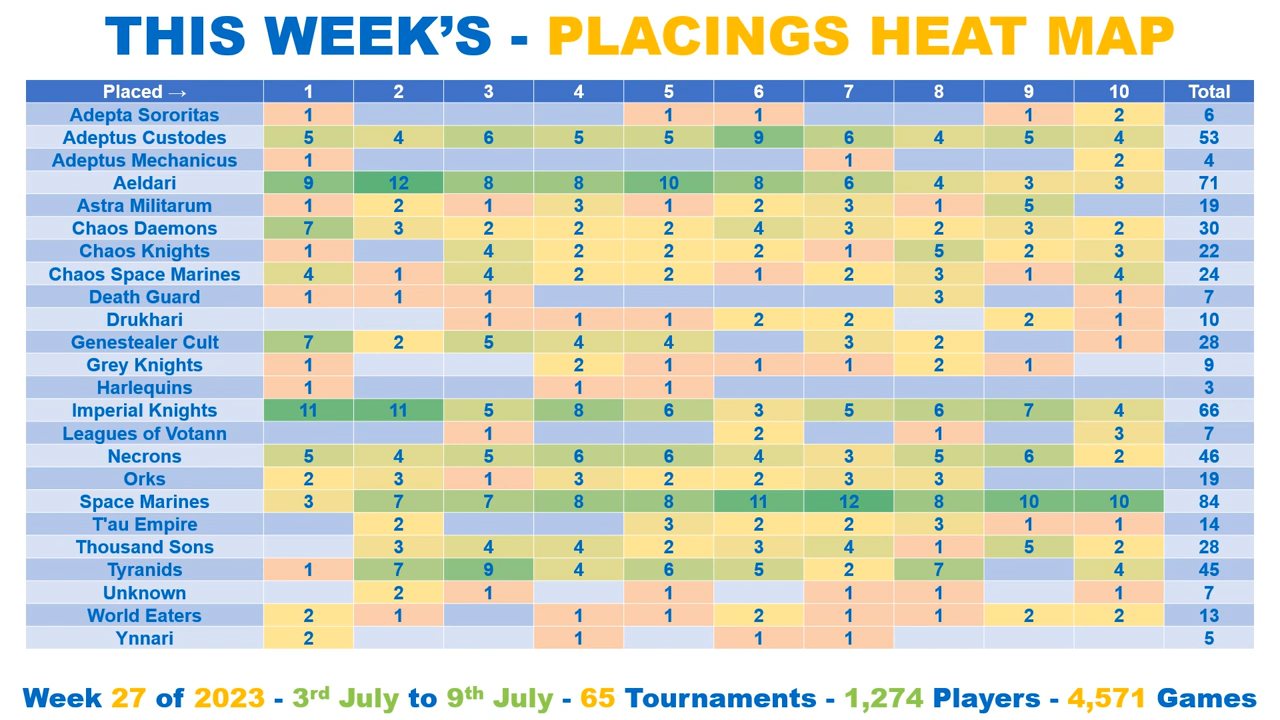 THIS WEEK'S - PLACINGS HEAT MAP
Placed → 1 2 3 4 5 6 7 8 9 10 Total
Adepta Sororitas 1 1 1 1 2 6
Adeptus Custodes 5 4 6 5 5 9 6 4 5 4 53
Adeptus Mechanicus 1 1 2 4
Aeldari 9 12 8 8 10 8 6 4 3 3 71
Astra Militarum 1 2 1 3 1 2 3 1 5 19
Chaos Daemons 7 3 2 2 2 4 3 2 3 2 30
Chaos Knights 1 4 2 2 2 1 5 2 3 22
Chaos Space Marines 4 1 4 2 2 1 2 3 1 4 24
Death Guard 1 1 1 3 1 7
Drukhari 1 1 1 2 2 2 1 10
Genestealer Cult 7 2 5 4 4 3 2 1 28
Grey Knights 1 2 1 1 1 2 1 9
Harlequins 1 1 1 3
Imperial Knights 11 11 5 8 6 3 5 6 7 4 66
Leagues of Votann 1 2 1 3 7
Necrons 5 4 5 6 6 4 3 5 6 2 46
Orks 2 3 1 3 2 2 3 3 19
Space Marines 3 7 7 8 8 11 12 8 10 10 84
T'au Empire 2 3 2 2 3 1 1 14
Thousand Sons 3 4 4 2 3 4 1 5 2 28
Tyranids 1 7 9 4 6 5 2 7 4 45
Unknown 2 1 1 1 1 1 7
World Eaters 2 1 1 1 2 1 1 2 2 13
Ynnari 2 1 1 1 5
Week 27 of 2023 - 3rd July to 9th July - 65 Tournaments - 1,274 Players - 4,571 Games